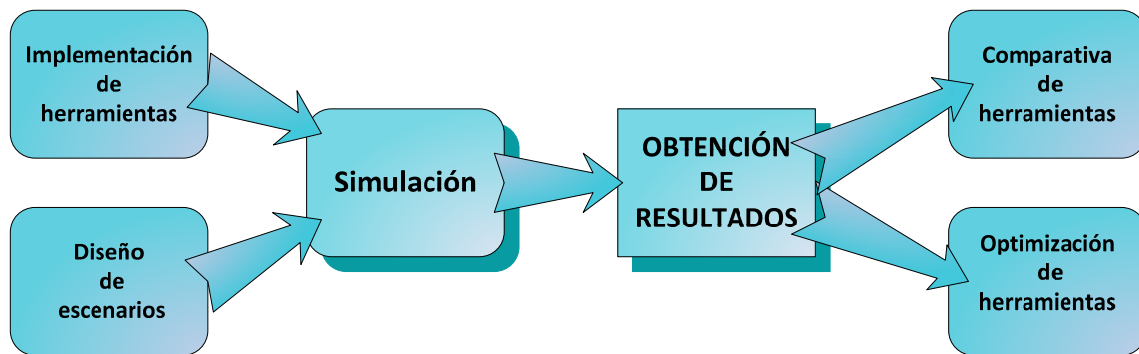 Implementación
de
herramientas
Diseño
de
escenarios
Simulación
OBTENCIÓN
DE
RESULTADOS
Comparativa
de
herramientas
Optimización
de
herramientas